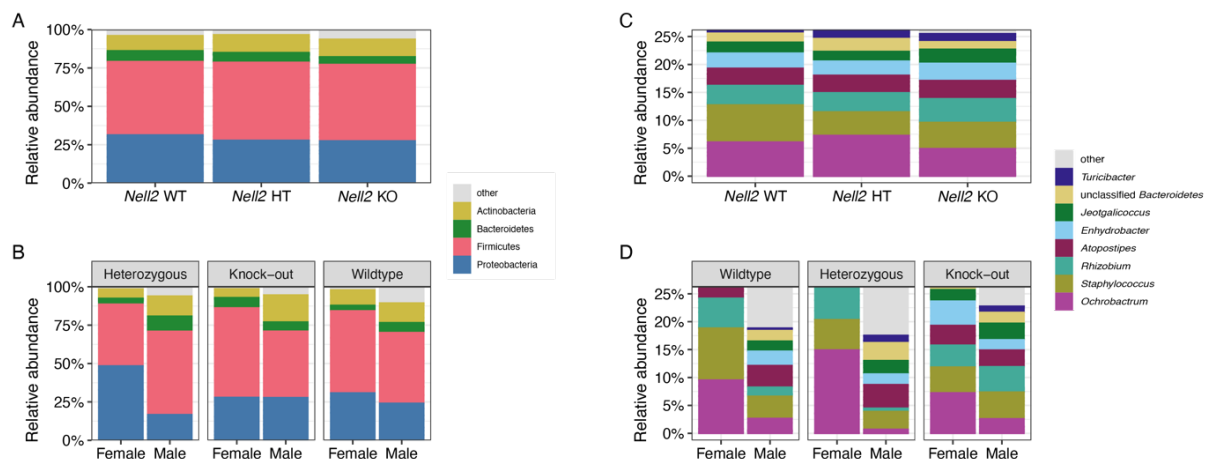 A
Relative abundance
100%
75%
50%
25%
0%
Nell2 WT
Nell2 HT
Nell2 KO
B
Relative abundance
100%
75%
50%
25%
0%
Heterozygous
Knock−out
Wildtype
Female Male
Female Male
Female Male
other
Actinobacteria
Bacteroidetes
Firmicutes
Proteobacteria
C
Relative abundance
25%
20%
15%
10%
5%
0%
Nell2 WT
Nell2 HT
Nell2 KO
D
Relative abundance
25%
20%
15%
10%
5%
0%
Wildtype
Heterozygous
Knock−out
Female Male
Female Male
Female Male
other
Turicibacter
unclassified Bacteroidetes
Jeotgalicoccus
Enhydrobacter
Atopostipes
Rhizobium
Staphylococcus
Ochrobactrum